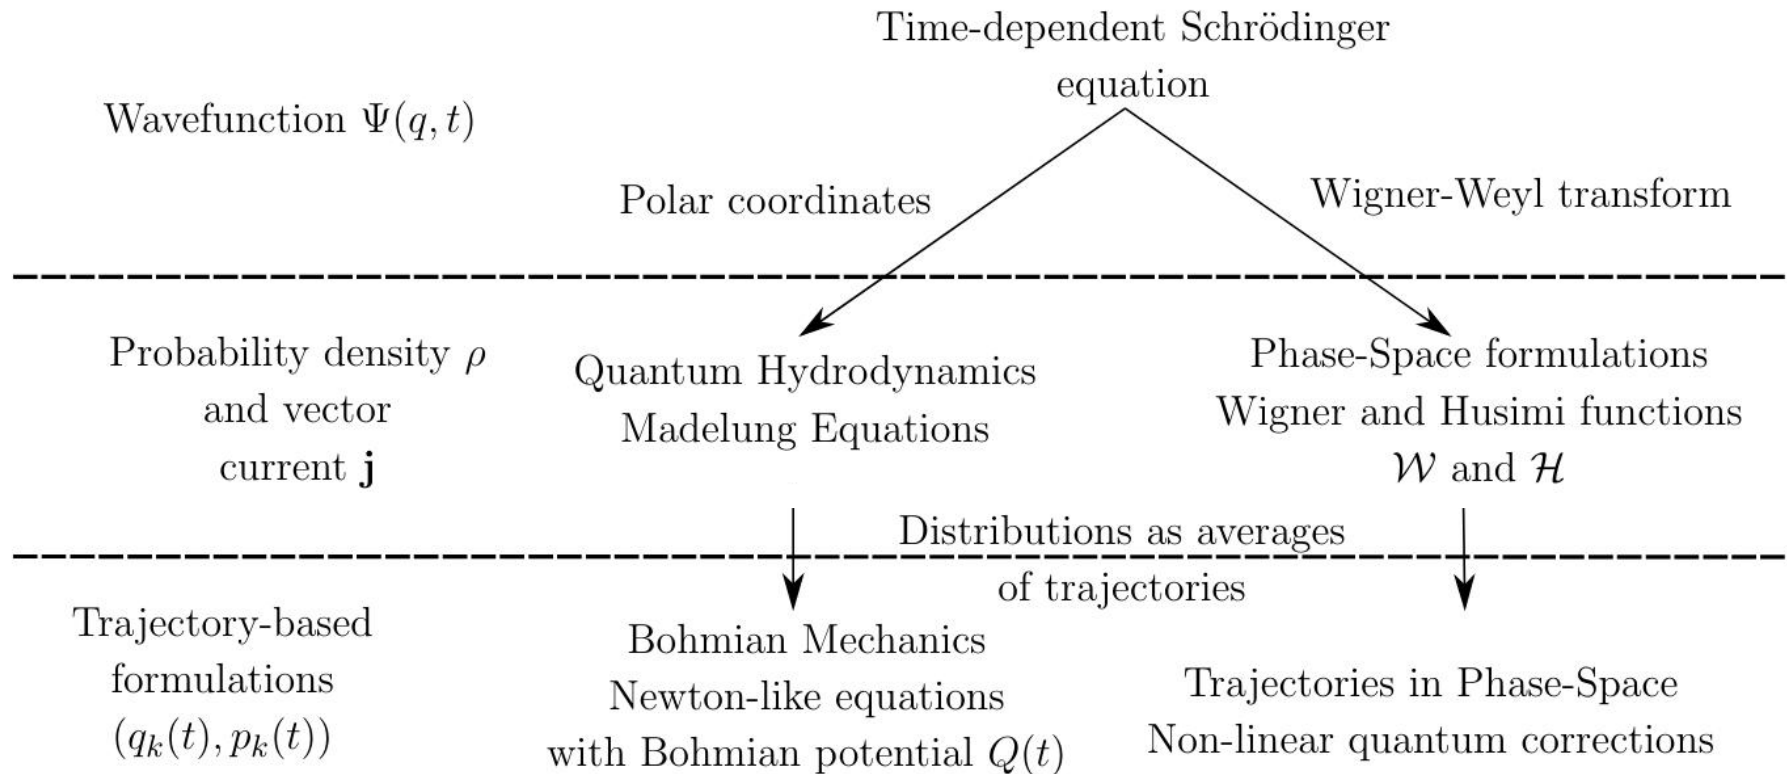 Time-dependent Schrödinger
equation
Wavefunction Ψ(q, t)
Polar coordinates
Wigner-Weyl transform
Probability density ρ
and vector
current j
Quantum Hydrodynamics
Madelung Equations
Phase-Space formulations
Wigner and Husimi functions
𝒲 and ℋ
Distributions as averages
of trajectories
Trajectory-based
formulations
(qₖ(t), pₖ(t))
Bohmian Mechanics
Newton-like equations
with Bohmian potential Q(t)
Trajectories in Phase-Space
Non-linear quantum corrections